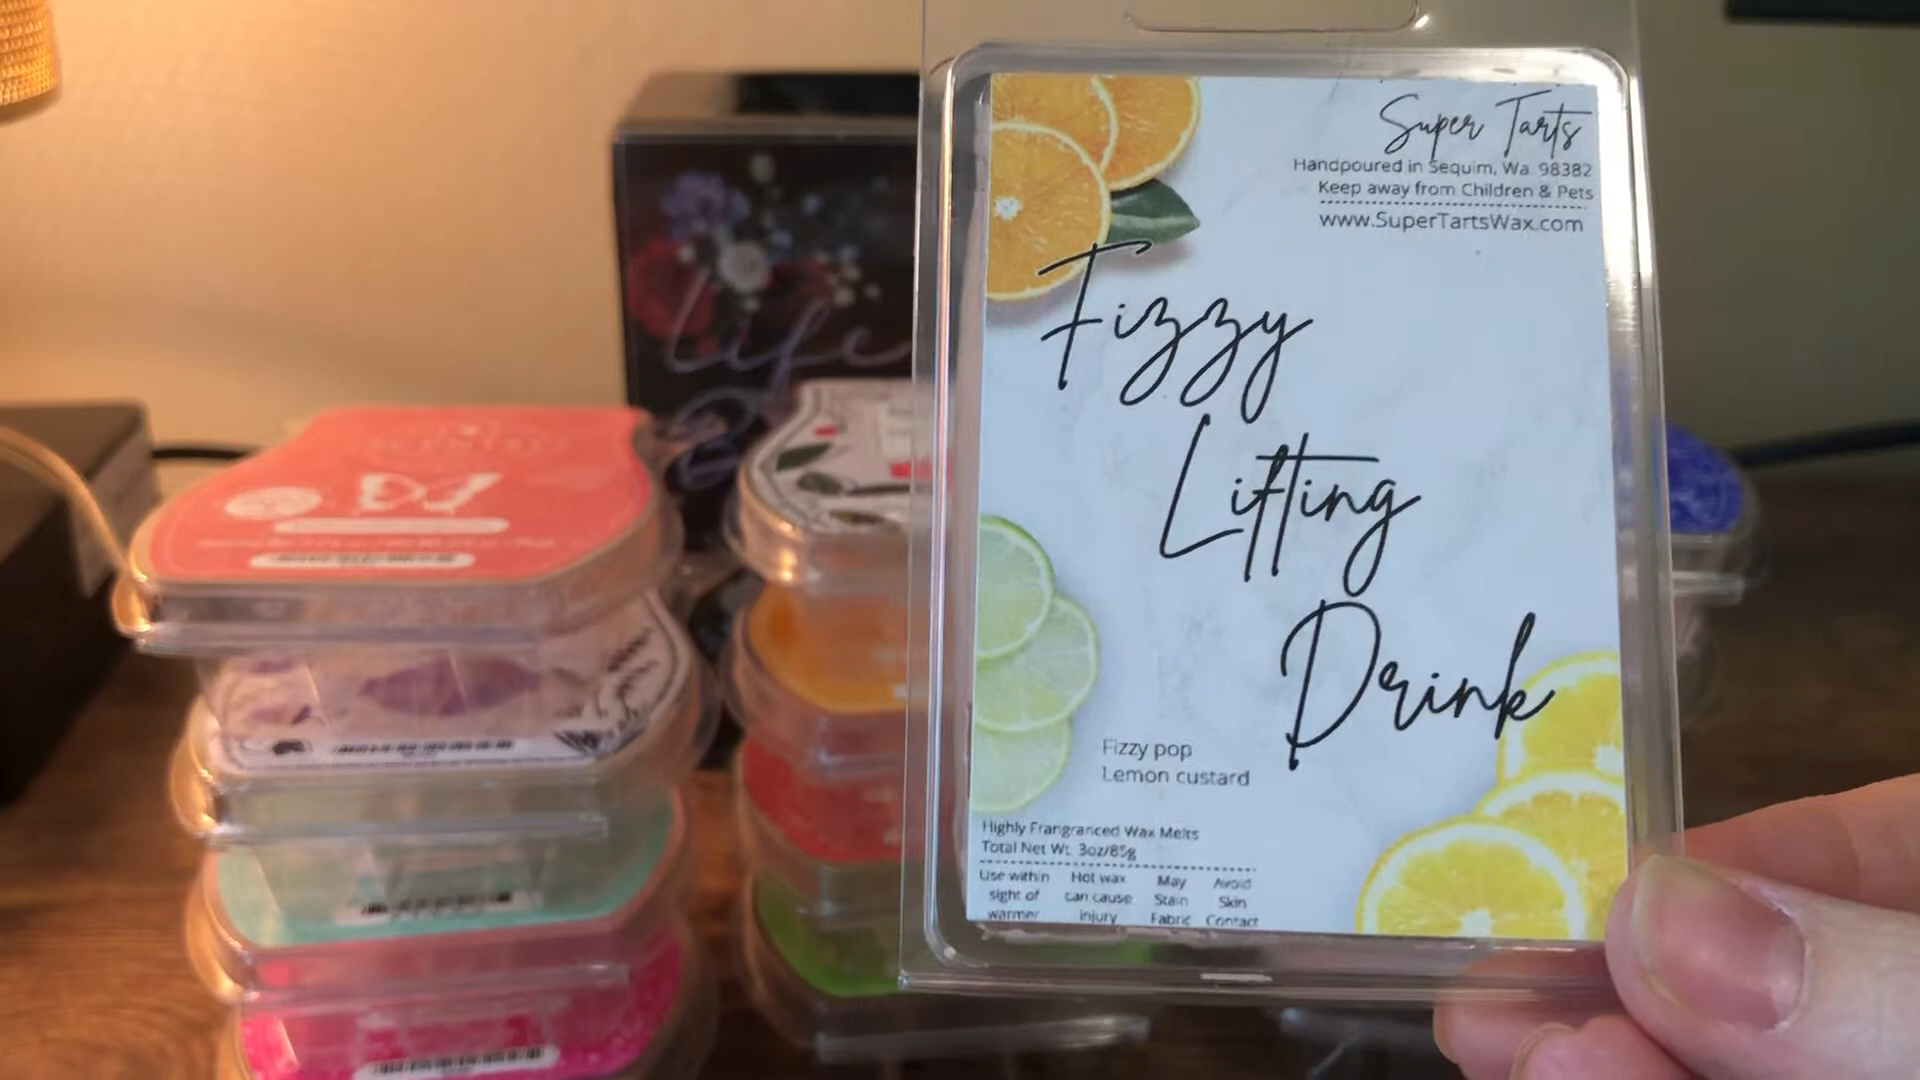 Super Tarts
Handpoured in Sequim, Wa 98382
Keep away from Children & Pets
www.SuperTartsWax.com
Fizzy
Lifting
Drink
Fizzy pop
Lemon custard
Highly Frangranced Wax Melts
Total Net Wt. 3oz/85g
Use within sight of warmer
Hot wax can cause injury
May Stain Fabric
Avoid Skin Contact
Life